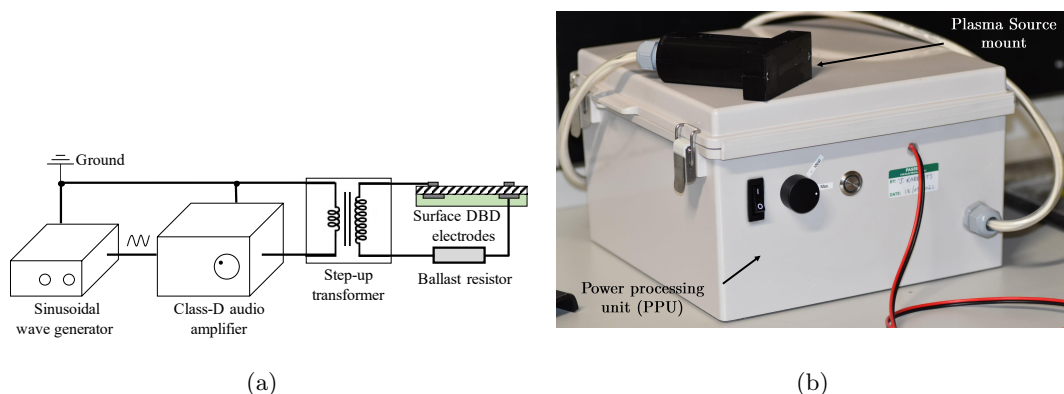 Ground
Surface DBD
electrodes
Ballast resistor
Step-up
transformer
Sinusoidal
wave generator
Class-D audio
amplifier
(a)
Plasma Source
mount
Max
Power processing
unit (PPU)
(b)